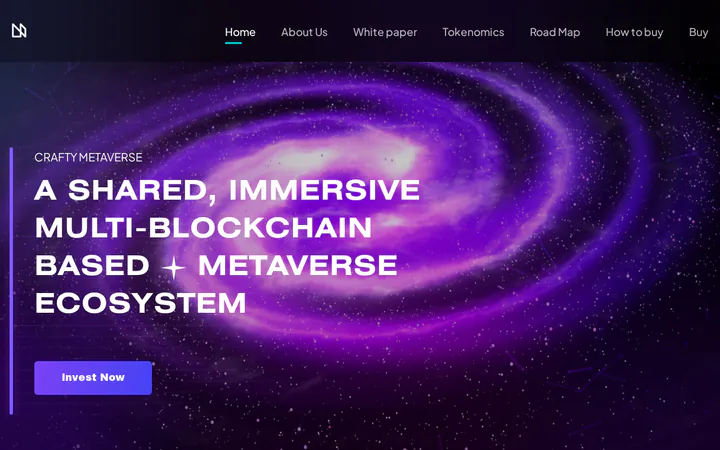 Home About Us White paper Tokenomics Road Map How to buy Buy
CRAFTY METAVERSE
A SHARED, IMMERSIVE
MULTI-BLOCKCHAIN
BASED METAVERSE
ECOSYSTEM
Invest Now